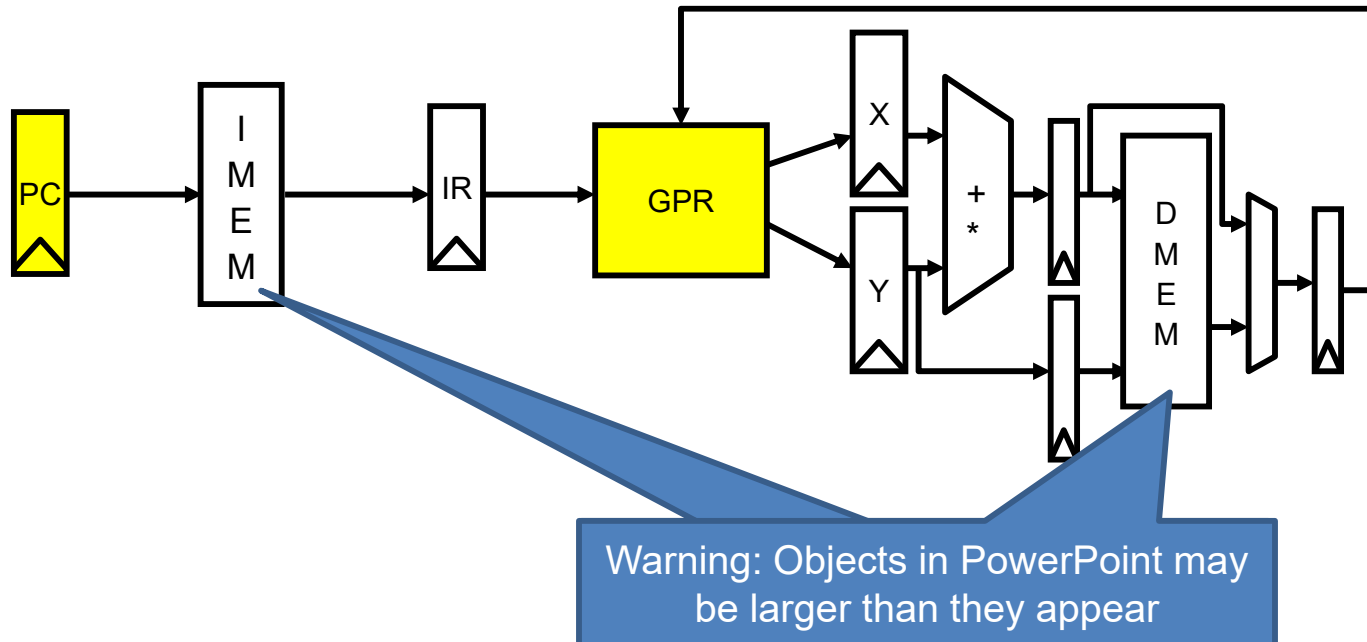 PC
I
M
E
M
IR
GPR
X
Y
+
*
D
M
E
M
Warning: Objects in PowerPoint may
be larger than they appear